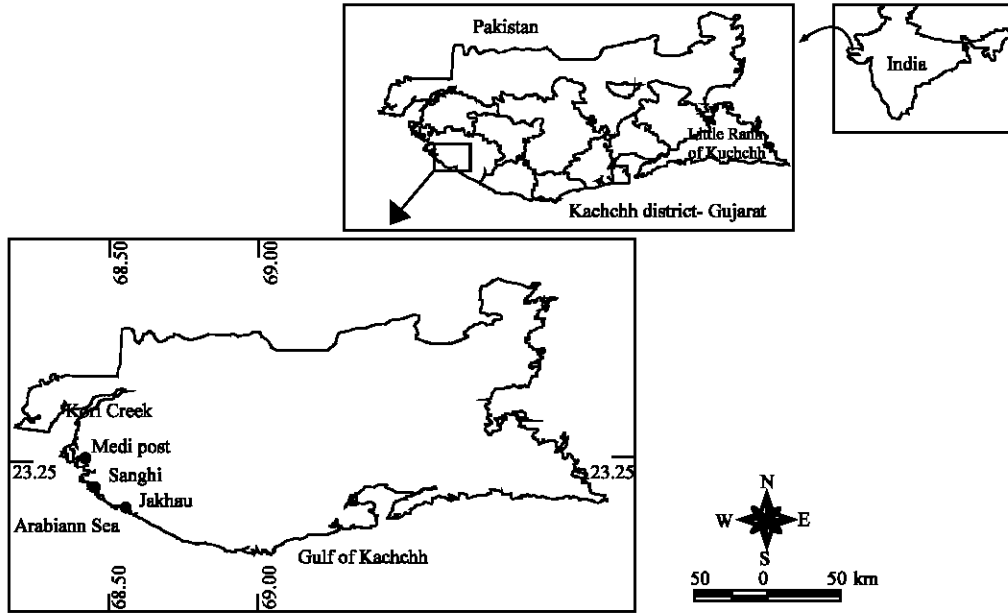 Pakistan
India
Little Rann
of Kuchchh
Kachchh district- Gujarat
68.50
69.00
Kori Creek
Medi post
23.25
23.25
Sanghi
Jakhau
Arabiann Sea
Gulf of Kachchh
68.50
69.00
N
W
E
S
50
0
50 km